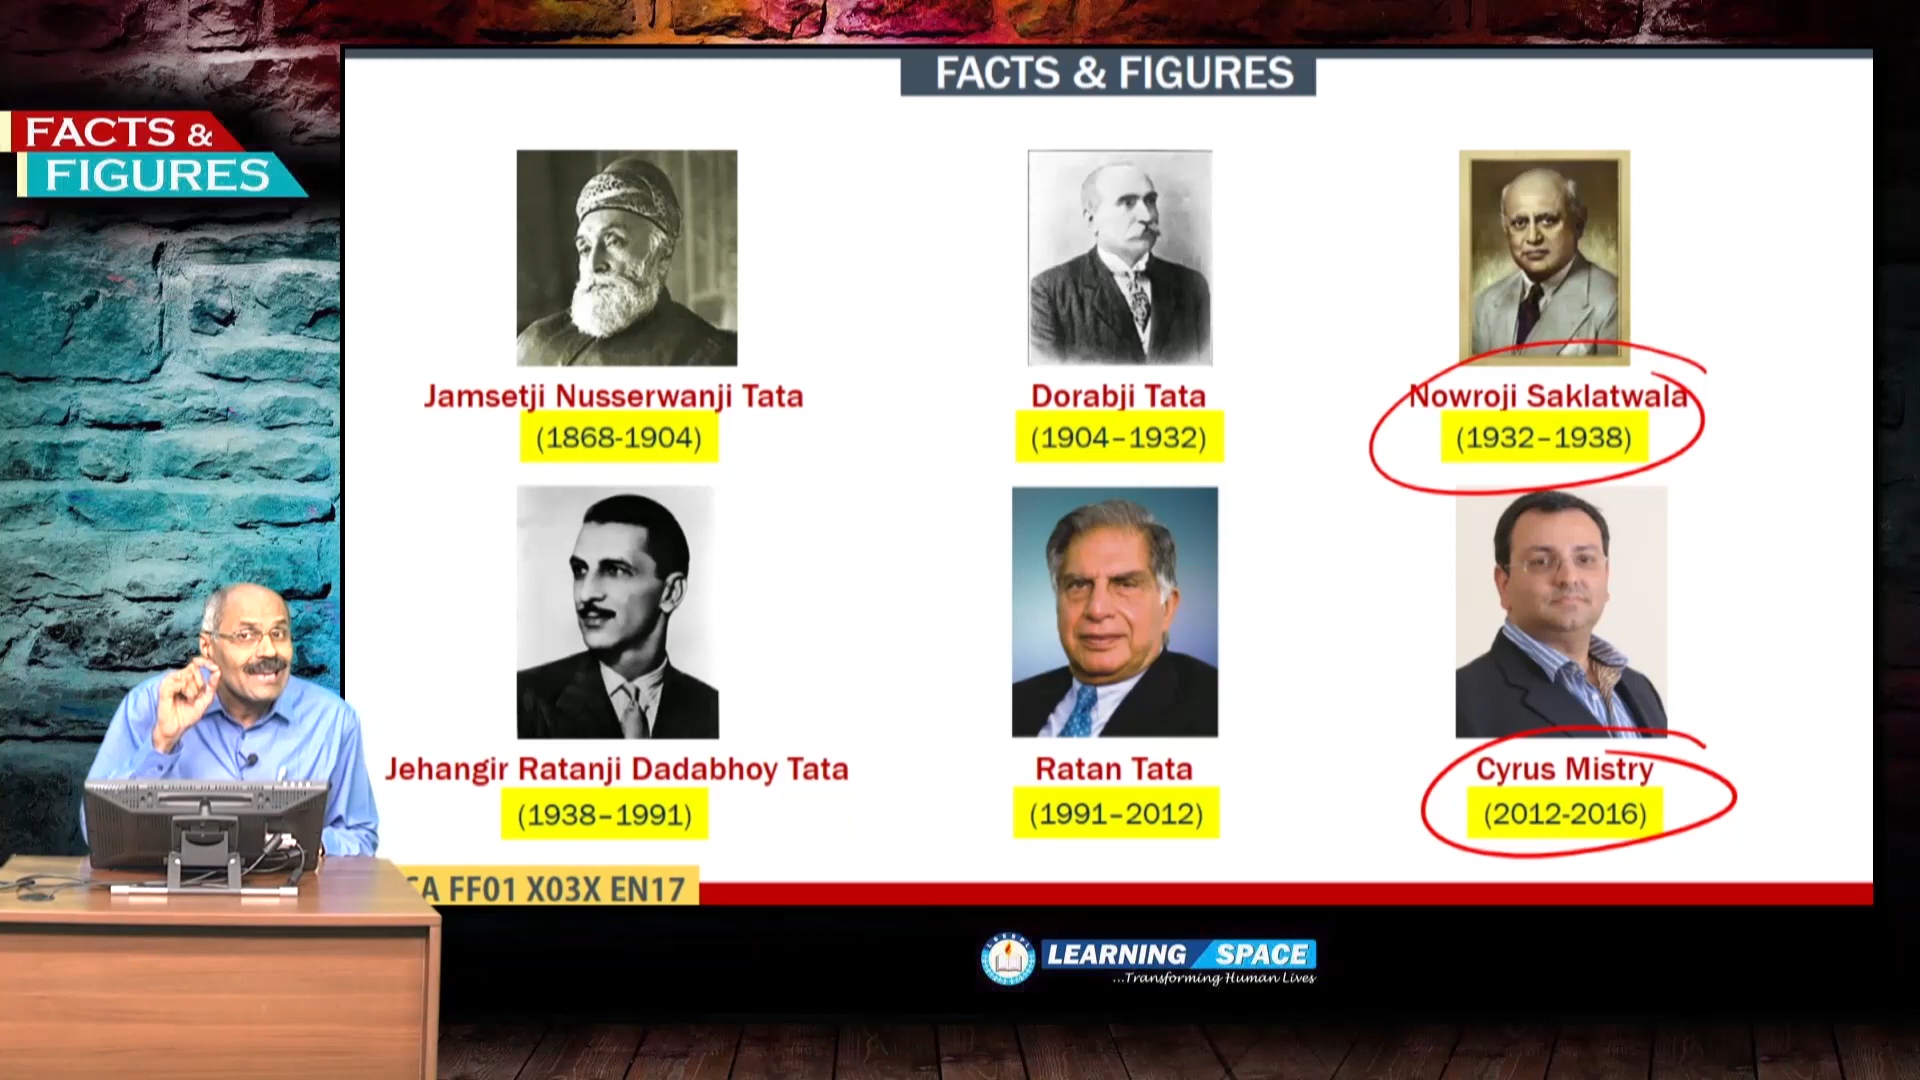 FACTS & FIGURES
FACTS &
FIGURES
Jamsetji Nusserwanji Tata
(1868-1904)
Dorabji Tata
(1904–1932)
Nowroji Saklatwala
(1932–1938)
Jehangir Ratanji Dadabhoy Tata
(1938–1991)
Ratan Tata
(1991–2012)
Cyrus Mistry
(2012-2016)
CA FF01 X03X EN17
LEARNING SPACE
...Transforming Human Lives